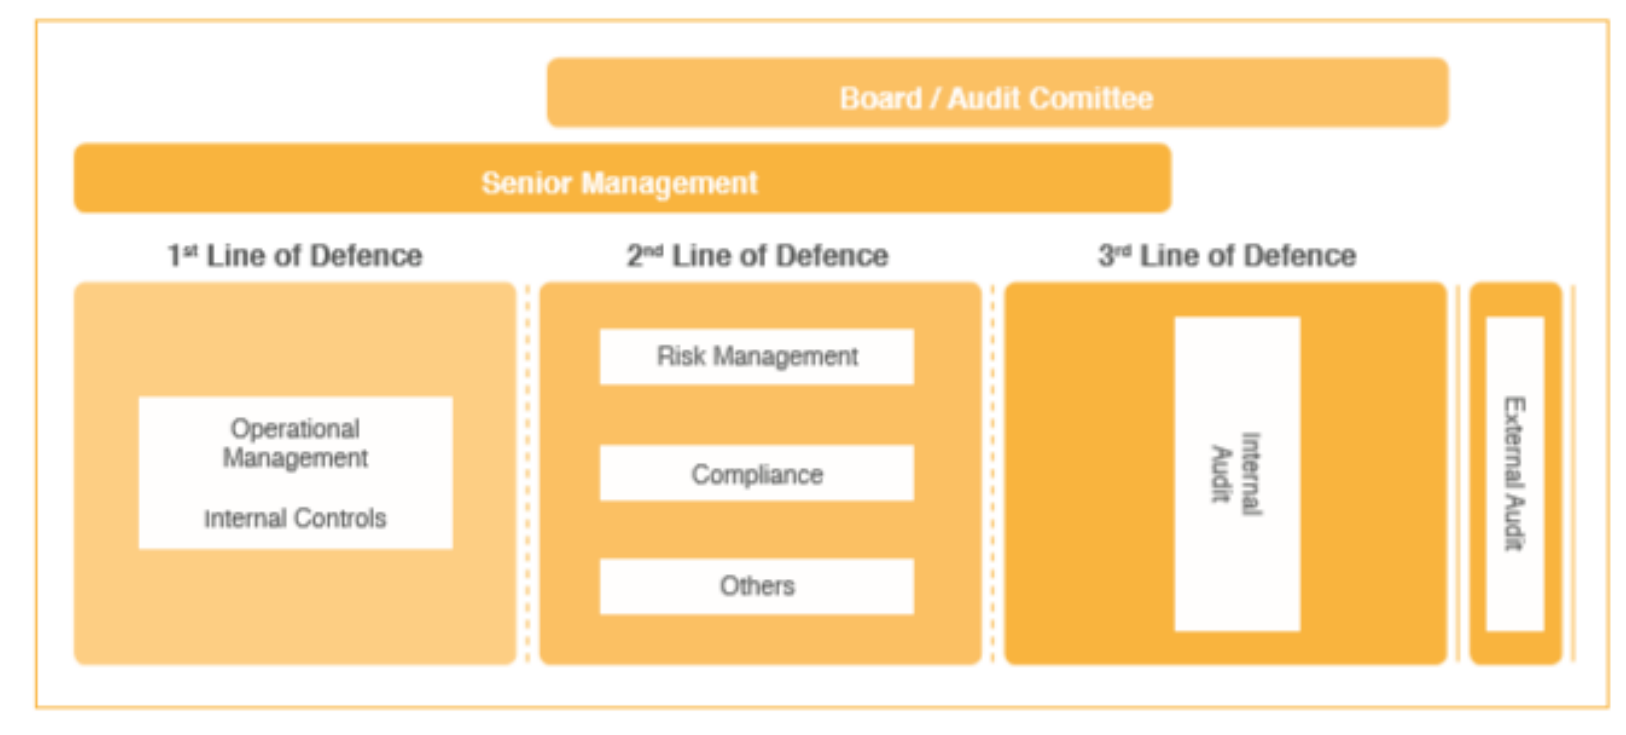 Board / Audit Comittee
Senior Management
1st Line of Defence
2nd Line of Defence
3rd Line of Defence
Operational
Management
Internal Controls
Risk Management
Compliance
Others
Internal
Audit
External Audit